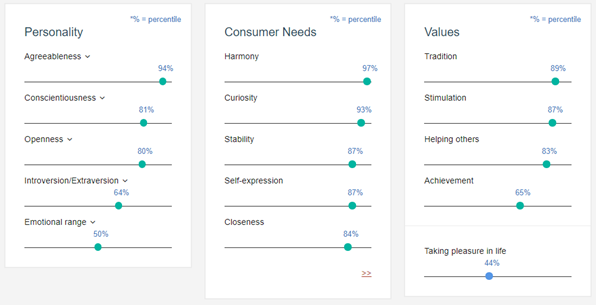 *% = percentile
Personality
Agreeableness
94%
Conscientiousness
81%
Openness
80%
Introversion/Extraversion
64%
Emotional range
50%
*% = percentile
Consumer Needs
Harmony
97%
Curiosity
93%
Stability
87%
Self-expression
87%
Closeness
84%
>>
*% = percentile
Values
Tradition
89%
Stimulation
87%
Helping others
83%
Achievement
65%
Taking pleasure in life
44%